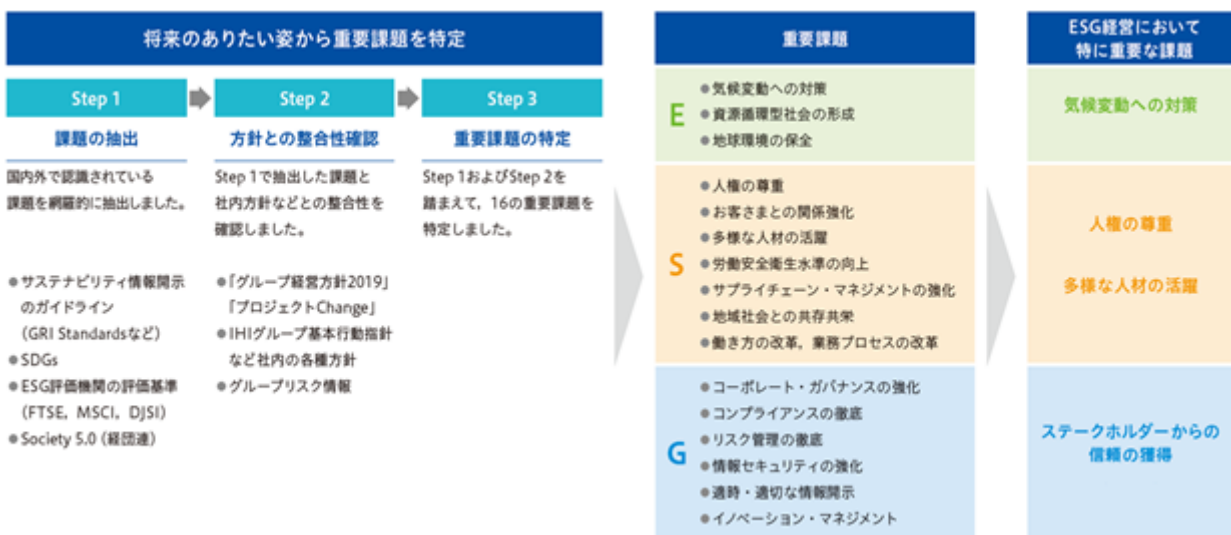 将来のありたい姿から重要課題を特定
Step 1
課題の抽出
国内外で認識されている
課題を網羅的に抽出しました。
●サステナビリティ情報開示
のガイドライン
（GRI Standardsなど）
●SDGs
●ESG評価機関の評価基準
（FTSE，MSCI，DJSI）
●Society 5.0（経団連）
Step 2
方針との整合性確認
Step 1で抽出した課題と
社内方針などとの整合性を
確認しました。
●「グループ経営方針2019」
「プロジェクトChange」
●IHIグループ基本行動指針
など社内の各種方針
●グループリスク情報
Step 3
重要課題の特定
Step 1およびStep 2を
踏まえて，16の重要課題を
特定しました。
重要課題
E
●気候変動への対策
●資源循環型社会の形成
●地球環境の保全
S
●人権の尊重
●お客さまとの関係強化
●多様な人材の活躍
●労働安全衛生水準の向上
●サプライチェーン・マネジメントの強化
●地域社会との共存共栄
●働き方の改革，業務プロセスの改革
G
●コーポレート・ガバナンスの強化
●コンプライアンスの徹底
●リスク管理の徹底
●情報セキュリティの強化
●適時・適切な情報開示
●イノベーション・マネジメント
ESG経営において
特に重要な課題
気候変動への対策
人権の尊重
多様な人材の活躍
ステークホルダーからの
信頼の獲得